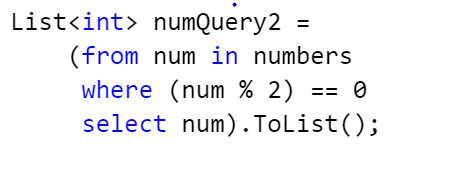 List<int> numQuery2 =
    (from num in numbers
     where (num % 2) == 0
     select num).ToList();